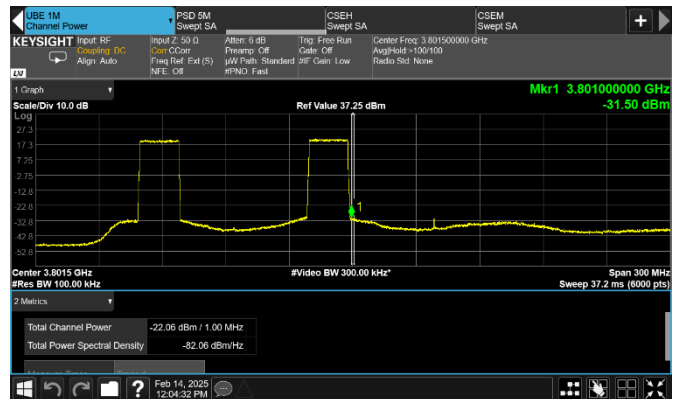 UBE 1M
Channel Power
PSD 5M
Swept SA
CSEH
Swept SA
CSEM
Swept SA
KEYSIGHT
Input: RF
Coupling: DC
Align: Auto
Input Z: 50 Ω
Corr CCorr
Freq Ref: Ext (S)
NFE: Off
Atten: 6 dB
Preamp: Off
µW Path: Standard
#PNO: Fast
Trig: Free Run
Gate: Off
#IF Gain: Low
Center Freq: 3.801500000 GHz
Avg|Hold:>100/100
Radio Std: None
LXI
1 Graph
Scale/Div 10.0 dB
Ref Value 37.25 dBm
Mkr1 3.801000000 GHz
-31.50 dBm
Log
27.3
17.3
7.25
-2.75
-12.8
-22.8
-32.8
-42.8
-52.8
1
Center 3.8015 GHz
#Res BW 100.00 kHz
#Video BW 300.00 kHz*
Span 300 MHz
Sweep 37.2 ms (6000 pts)
2 Metrics
Total Channel Power -22.06 dBm / 1.00 MHz
Total Power Spectral Density -82.06 dBm/Hz
Feb 14, 2025
12:04:32 PM